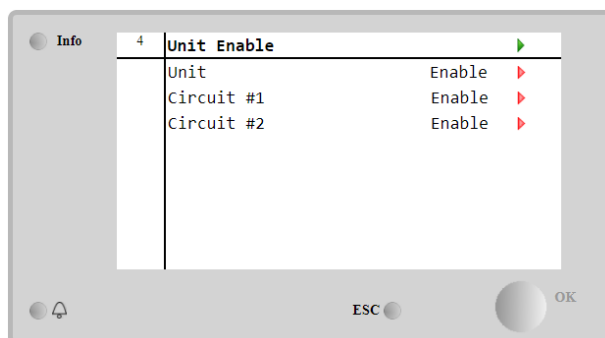 Info
4 Unit Enable
Unit Enable
Circuit #1 Enable
Circuit #2 Enable
ESC
OK